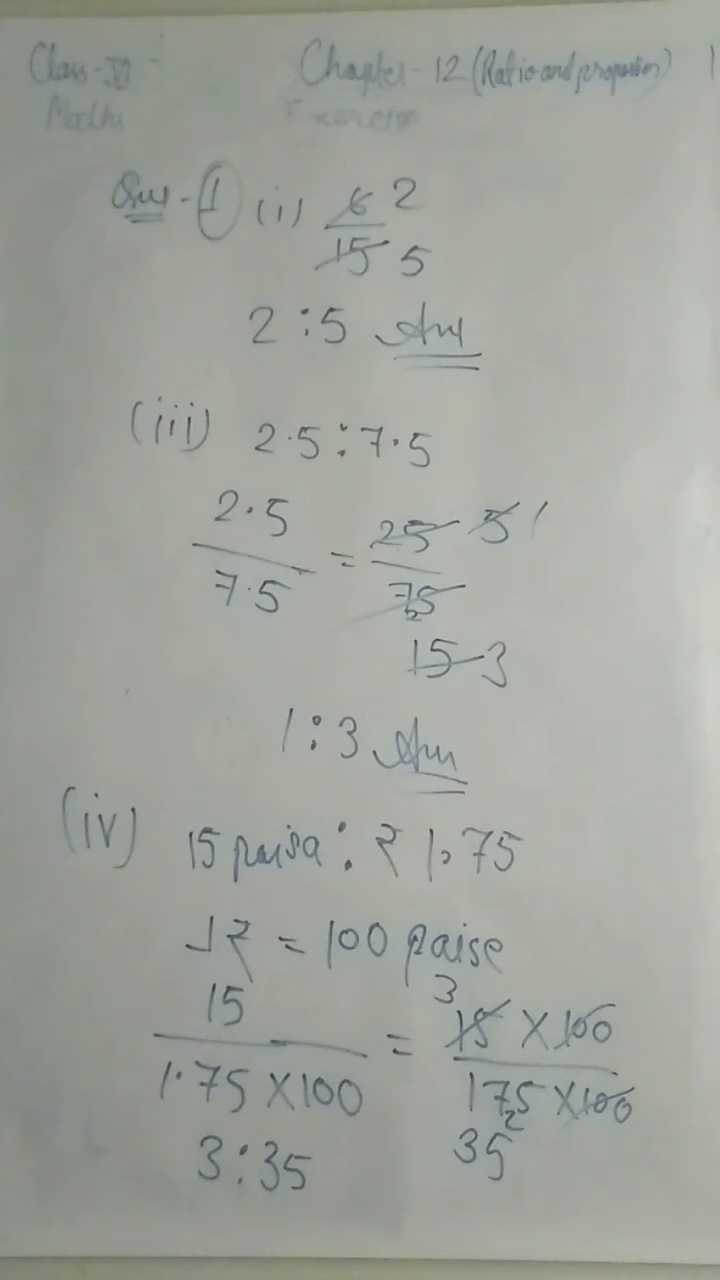 Class - VI Chapter - 12 (Ratio and proportion) 1
Maths Exercise
Ans - 1 (i) 6 2
15 5
2 : 5 Ans
(iii) 2.5 : 7.5
2.5 = 25 5 1
7.5 75
15 3
1 : 3 Ans
(iv) 15 paisa : ₹ 1.75
1 ₹ = 100 paise
15 = 3 15 × 100
1.75 × 100 175 × 100
3 : 35 35